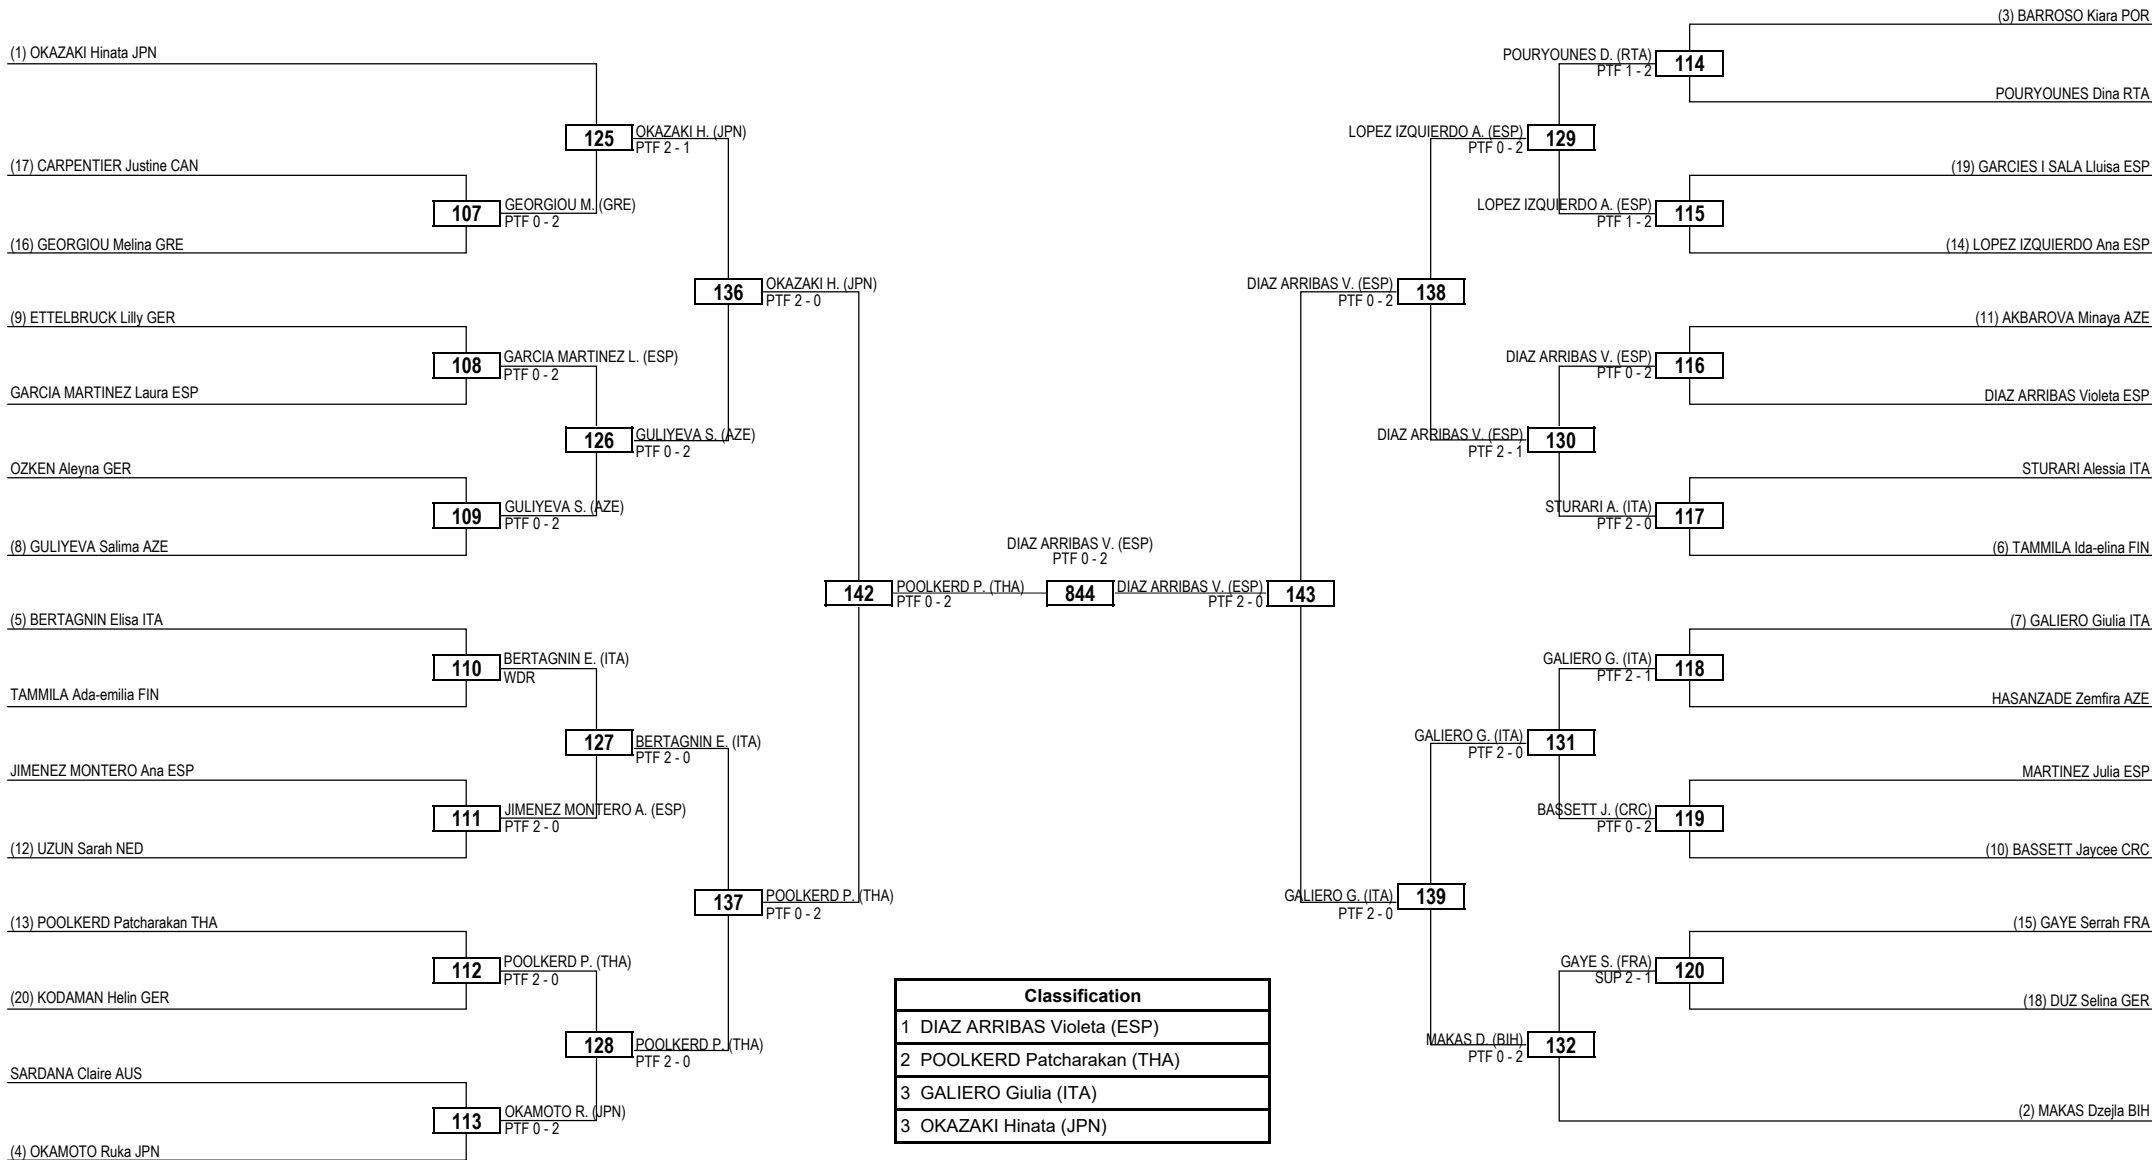 (1) OKAZAKI Hinata JPN
(17) CARPENTIER Justine CAN
(16) GEORGIOU Melina GRE
(9) ETTELBRUCK Lilly GER
GARCIA MARTINEZ Laura ESP
OZKEN Aleyna GER
(8) GULIYEVA Salima AZE
(5) BERTAGNIN Elisa ITA
TAMMILA Ada-emilia FIN
JIMENEZ MONTERO Ana ESP
(12) UZUN Sarah NED
(13) POOLKERD Patcharakan THA
(20) KODAMAN Helin GER
SARDANA Claire AUS
(4) OKAMOTO Ruka JPN
107
GEORGIOU M. (GRE)
PTF 0 - 2
108
GARCIA MARTINEZ L. (ESP)
PTF 0 - 2
109
GULIYEVA S. (AZE)
PTF 0 - 2
110
BERTAGNIN E. (ITA)
WDR
111
JIMENEZ MONTERO A. (ESP)
PTF 2 - 0
112
POOLKERD P. (THA)
PTF 2 - 0
113
OKAMOTO R. (JPN)
PTF 0 - 2
125
OKAZAKI H. (JPN)
PTF 2 - 1
126
GULIYEVA S. (AZE)
PTF 0 - 2
127
BERTAGNIN E. (ITA)
PTF 2 - 0
128
POOLKERD P. (THA)
PTF 2 - 0
136
OKAZAKI H. (JPN)
PTF 2 - 0
137
POOLKERD P. (THA)
PTF 0 - 2
142
POOLKERD P. (THA)
PTF 0 - 2
DIAZ ARRIBAS V. (ESP)
PTF 0 - 2
844
DIAZ ARRIBAS V. (ESP)
PTF 2 - 0
143
DIAZ ARRIBAS V. (ESP)
PTF 0 - 2
138
GALIERO G. (ITA)
PTF 2 - 0
139
LOPEZ IZQUIERDO A. (ESP)
PTF 0 - 2
129
DIAZ ARRIBAS V. (ESP)
PTF 2 - 1
130
GALIERO G. (ITA)
PTF 2 - 0
131
MAKAS D. (BIH)
PTF 0 - 2
132
POURYOUNES D. (RTA)
PTF 1 - 2
114
LOPEZ IZQUIERDO A. (ESP)
PTF 1 - 2
115
DIAZ ARRIBAS V. (ESP)
PTF 0 - 2
116
STURARI A. (ITA)
PTF 2 - 0
117
GALIERO G. (ITA)
PTF 2 - 1
118
BASSETT J. (CRC)
PTF 0 - 2
119
GAYE S. (FRA)
SUP 2 - 1
120
(3) BARROSO Kiara POR
POURYOUNES Dina RTA
(19) GARCIES I SALA Lluisa ESP
(14) LOPEZ IZQUIERDO Ana ESP
(11) AKBAROVA Minaya AZE
DIAZ ARRIBAS Violeta ESP
STURARI Alessia ITA
(6) TAMMILA Ida-elina FIN
(7) GALIERO Giulia ITA
HASANZADE Zemfira AZE
MARTINEZ Julia ESP
(10) BASSETT Jaycee CRC
(15) GAYE Serrah FRA
(18) DUZ Selina GER
(2) MAKAS Dzejla BIH
Classification
1 DIAZ ARRIBAS Violeta (ESP)
2 POOLKERD Patcharakan (THA)
3 GALIERO Giulia (ITA)
3 OKAZAKI Hinata (JPN)